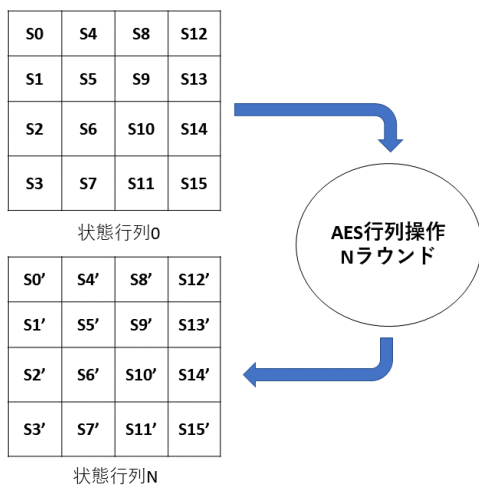 S0 S4 S8 S12
S1 S5 S9 S13
S2 S6 S10 S14
S3 S7 S11 S15
状態行列0
AES行列操作
Nラウンド
S0’ S4’ S8’ S12’
S1’ S5’ S9’ S13’
S2’ S6’ S10’ S14’
S3’ S7’ S11’ S15’
状態行列N